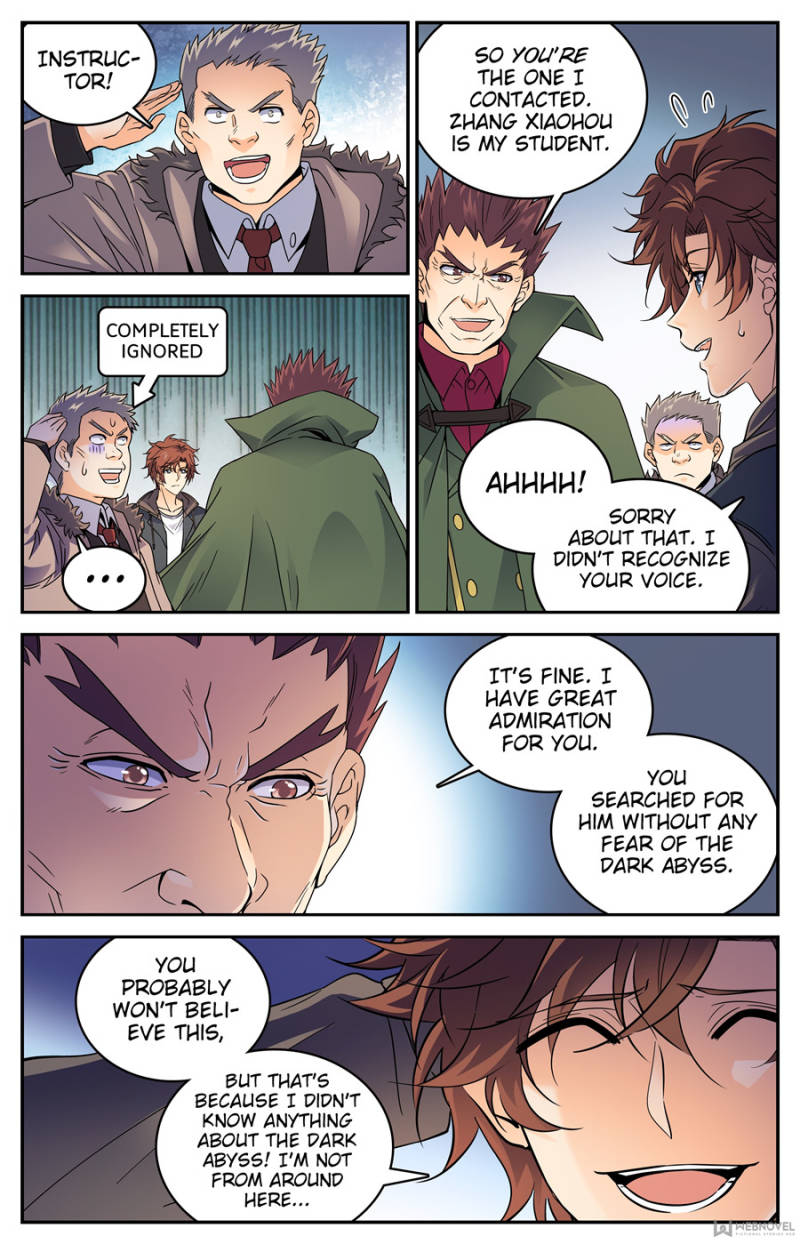 INSTRUC-
TOR!
SO YOU'RE
THE ONE I
CONTACTED.
ZHANG XIAOHOU
IS MY STUDENT.
COMPLETELY
IGNORED
...
AHHHH!
SORRY
ABOUT THAT. I
DIDN'T RECOGNIZE
YOUR VOICE.
IT'S FINE. I
HAVE GREAT
ADMIRATION
FOR YOU.
YOU
SEARCHED FOR
HIM WITHOUT ANY
FEAR OF THE
DARK ABYSS.
YOU
PROBABLY
WON'T BELI-
EVE THIS,
BUT THAT'S
BECAUSE I DIDN'T
KNOW ANYTHING
ABOUT THE DARK
ABYSS! I'M NOT
FROM AROUND
HERE...
WEBNOVEL